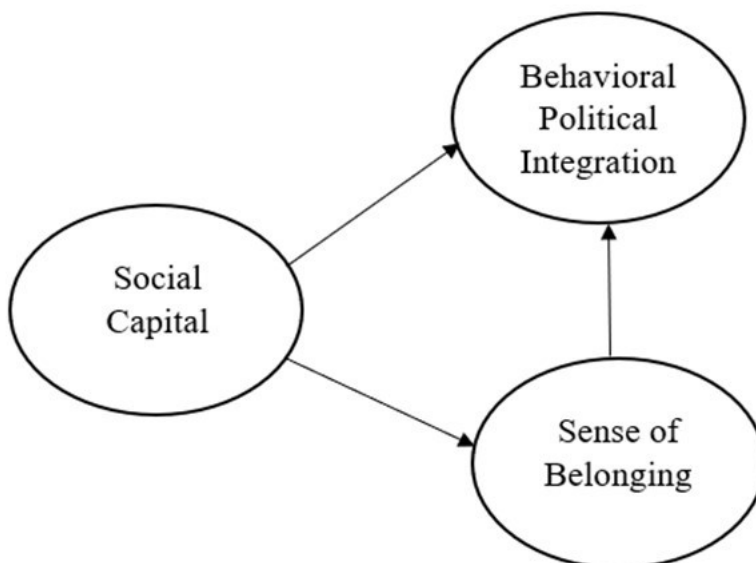 Behavioral
Political
Integration
Social
Capital
Sense of
Belonging